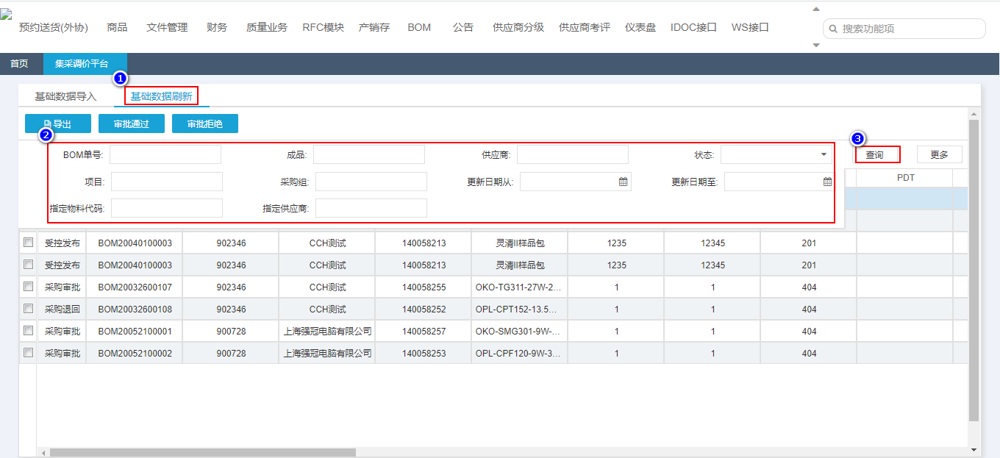 预约送货(外协) 商品 文件管理 财务 质量业务 RFC模块 产销存 BOM 公告 供应商分级 供应商考评 仪表盘 IDOC接口 WS接口 搜索功能项
首页 集采调价平台
1
基础数据导入 基础数据刷新
导出 审批通过 审批拒绝
2 3
BOM单号: 成品: 供应商: 状态: 查询 更多
项目: 采购组: 更新日期从: 更新日期至: PDT
指定物料代码: 指定供应商:
受控发布 BOM20040100003 902346 CCH测试 140058213 灵清II样品包 1235 12345 201
受控发布 BOM20040100003 902346 CCH测试 140058213 灵清II样品包 1235 12345 201
采购审批 BOM20032600107 902346 CCH测试 140058255 OKO-TG311-27W-2... 1 1 404
采购退回 BOM20032600108 902346 CCH测试 140058252 OPL-CPT152-13.5... 1 1 404
采购审批 BOM20052100001 900728 上海强冠电脑有限公司 140058257 OKO-SMG301-9W-... 1 1 404
采购审批 BOM20052100002 900728 上海强冠电脑有限公司 140058253 OPL-CPF120-9W-3... 1 1 404